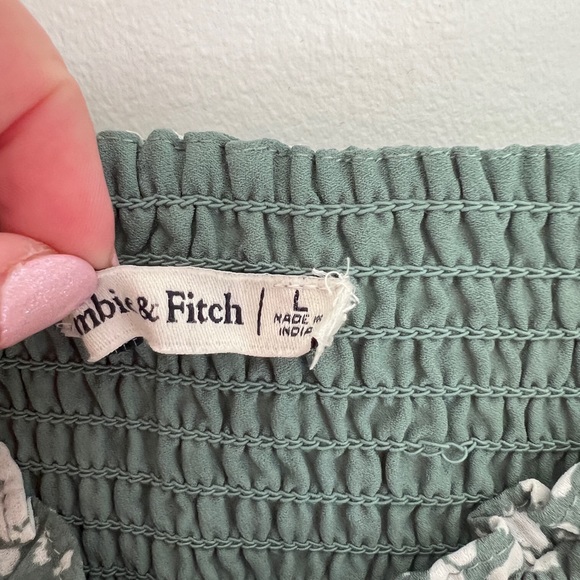 mbie & Fitch
L
MADE IN
INDIA